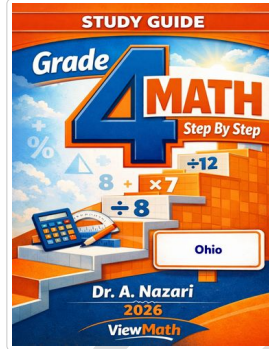 STUDY GUIDE
Grade
4
MATH
Step By Step
÷12
8 + ×7
÷8
Ohio
Dr. A. Nazari
2026
ViewMath